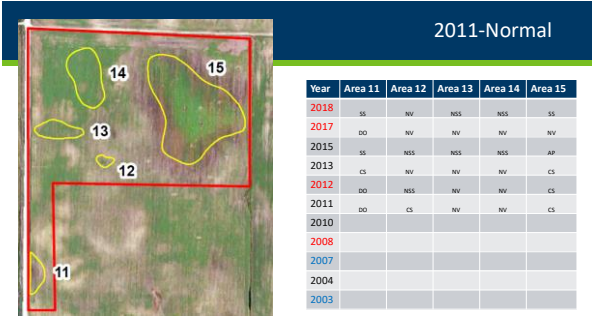 2011-Normal
14
15
13
12
11
Year Area 11 Area 12 Area 13 Area 14 Area 15
2018 SS NV NSS NSS SS
2017 DO NV NV NV NV
2015 SS NSS NSS NSS AP
2013 CS NV NV NV CS
2012 DO NSS NV NV CS
2011 DO CS NV NV CS
2010
2008
2007
2004
2003